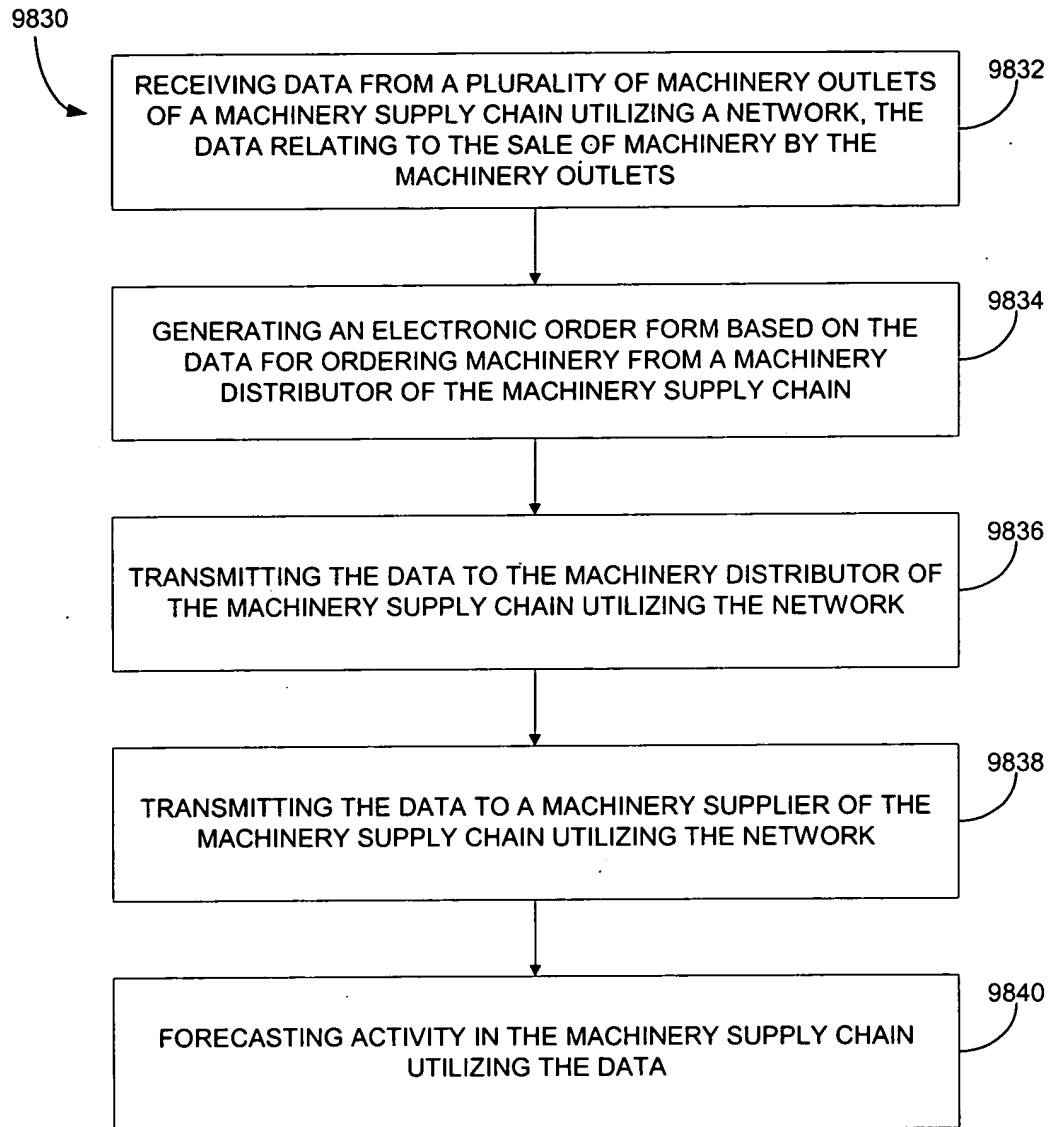 9830
RECEIVING DATA FROM A PLURALITY OF MACHINERY OUTLETS
OF A MACHINERY SUPPLY CHAIN UTILIZING A NETWORK, THE
DATA RELATING TO THE SALE OF MACHINERY BY THE
MACHINERY OUTLETS
9832
GENERATING AN ELECTRONIC ORDER FORM BASED ON THE
DATA FOR ORDERING MACHINERY FROM A MACHINERY
DISTRIBUTOR OF THE MACHINERY SUPPLY CHAIN
9834
TRANSMITTING THE DATA TO THE MACHINERY DISTRIBUTOR OF
THE MACHINERY SUPPLY CHAIN UTILIZING THE NETWORK
9836
TRANSMITTING THE DATA TO A MACHINERY SUPPLIER OF THE
MACHINERY SUPPLY CHAIN UTILIZING THE NETWORK
9838
FORECASTING ACTIVITY IN THE MACHINERY SUPPLY CHAIN
UTILIZING THE DATA
9840